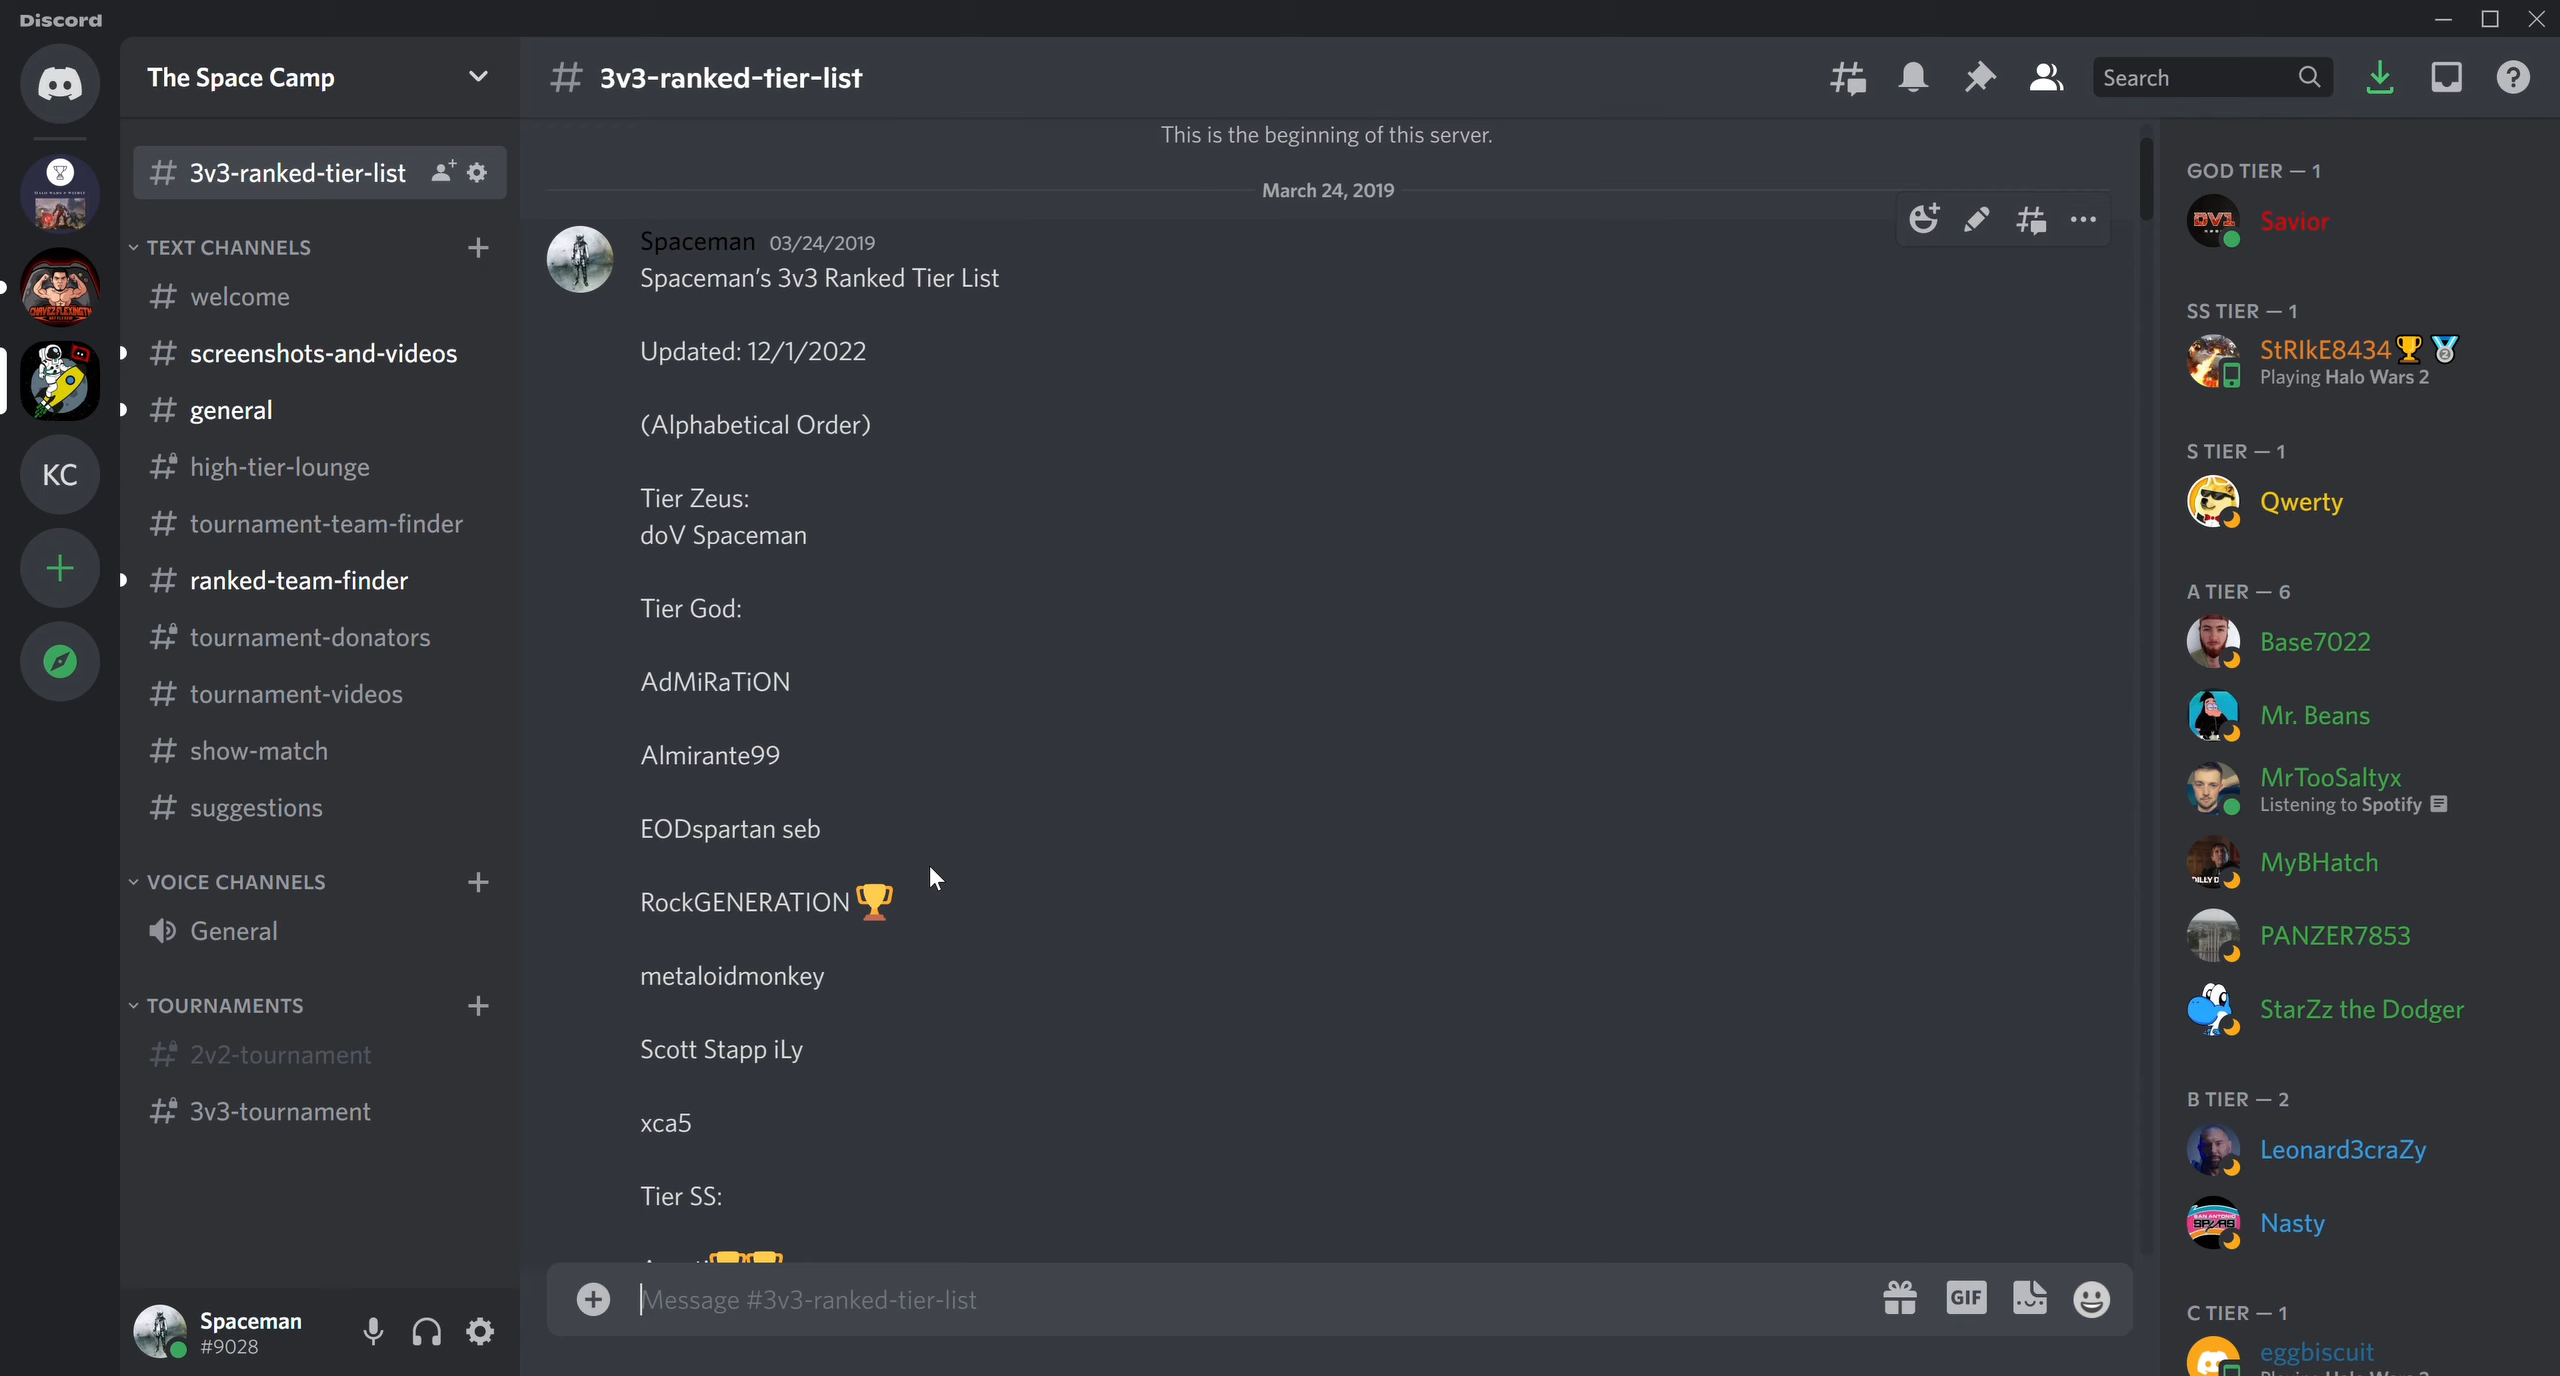 Discord
The Space Camp
# 3v3-ranked-tier-list
TEXT CHANNELS
# welcome
# screenshots-and-videos
# general
# high-tier-lounge
# tournament-team-finder
# ranked-team-finder
# tournament-donators
# tournament-videos
# show-match
# suggestions
VOICE CHANNELS
General
TOURNAMENTS
# 2v2-tournament
# 3v3-tournament
KC
Spaceman
#9028
# 3v3-ranked-tier-list
Search
This is the beginning of this server.
March 24, 2019
Spaceman 03/24/2019
Spaceman's 3v3 Ranked Tier List
Updated: 12/1/2022
(Alphabetical Order)
Tier Zeus:
doV Spaceman
Tier God:
AdMiRaTiON
Almirante99
EODspartan seb
RockGENERATION 🏆
metaloidmonkey
Scott Stapp iLy
xca5
Tier SS:
Message #3v3-ranked-tier-list
GIF
GOD TIER — 1
Savior
SS TIER — 1
StRIkE8434 🏆 🥈
Playing Halo Wars 2
S TIER — 1
Qwerty
A TIER — 6
Base7022
Mr. Beans
MrTooSaltyx
Listening to Spotify
MyBHatch
PANZER7853
StarZz the Dodger
B TIER — 2
Leonard3craZy
Nasty
C TIER — 1
eggbiscuit